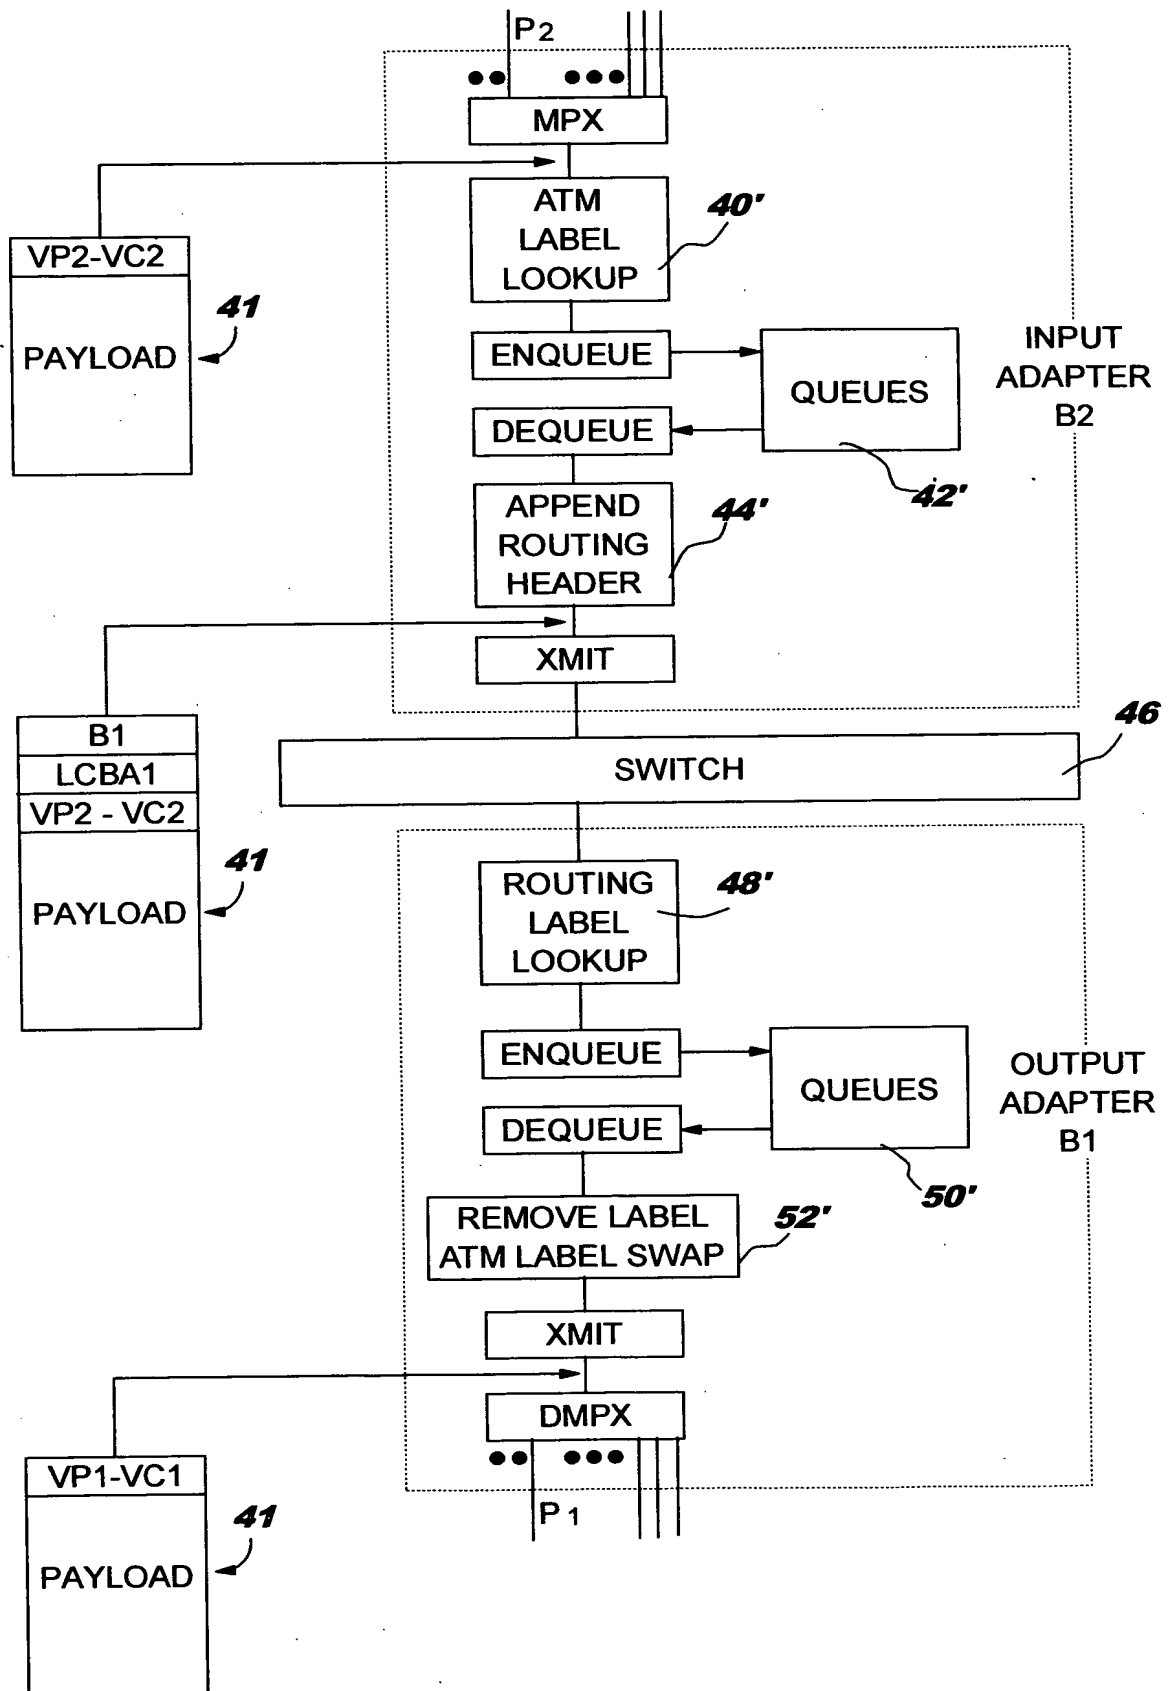 P2
MPX
ATM
LABEL
LOOKUP
40'
VP2-VC2
PAYLOAD
41
ENQUEUE
QUEUES
DEQUEUE
42'
INPUT
ADAPTER
B2
APPEND
ROUTING
HEADER
44'
XMIT
B1
LCBA1
VP2 - VC2
PAYLOAD
41
SWITCH
46
ROUTING
LABEL
LOOKUP
48'
ENQUEUE
QUEUES
DEQUEUE
50'
OUTPUT
ADAPTER
B1
REMOVE LABEL
ATM LABEL SWAP
52'
XMIT
DMPX
P1
VP1-VC1
PAYLOAD
41